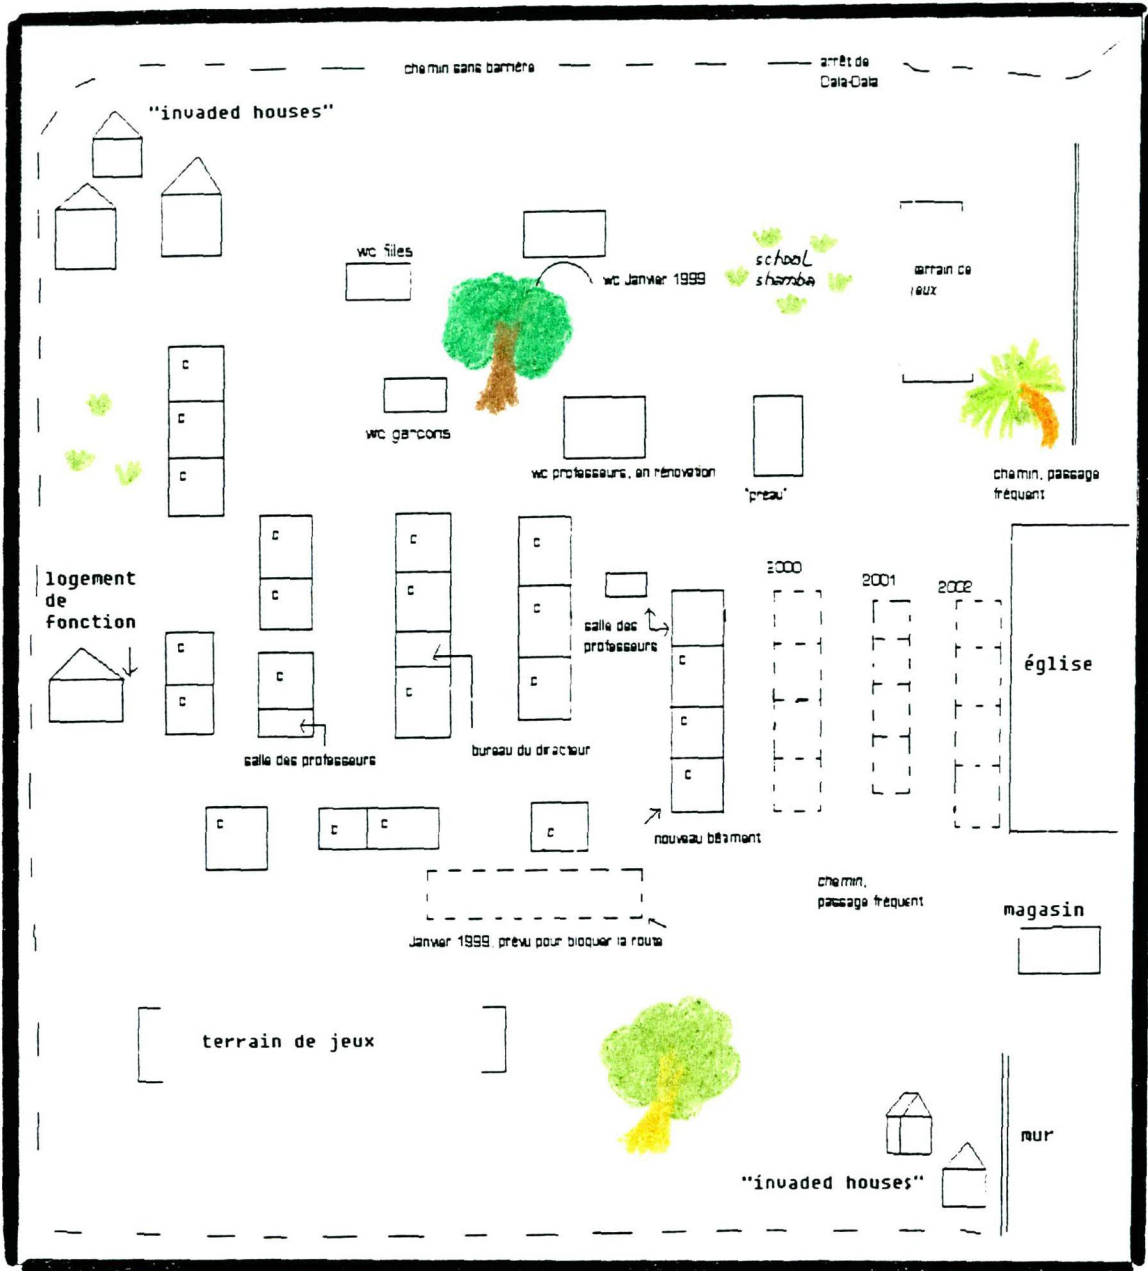 chemin sans barrière
arrêt de
Dala-Dala
"invaded houses"
wc filles
wc Janvier 1999
school
shamba
terrain de
jeux
wc garcons
wc professeurs, en rénovation
"préau"
chemin, passage
fréquent
C
C
C
C
C
C
C
C
C
C
2000
2001
2002
logement
de
fonction
salle des
professeurs
église
C
C
C
C
C
C
C
C
salle des professeurs
bureau du directeur
C
C
C
C
nouveau bâtiment
chemin,
passage fréquent
magasin
Janvier 1999, prévu pour bloquer la route
terrain de jeux
mur
"invaded houses"